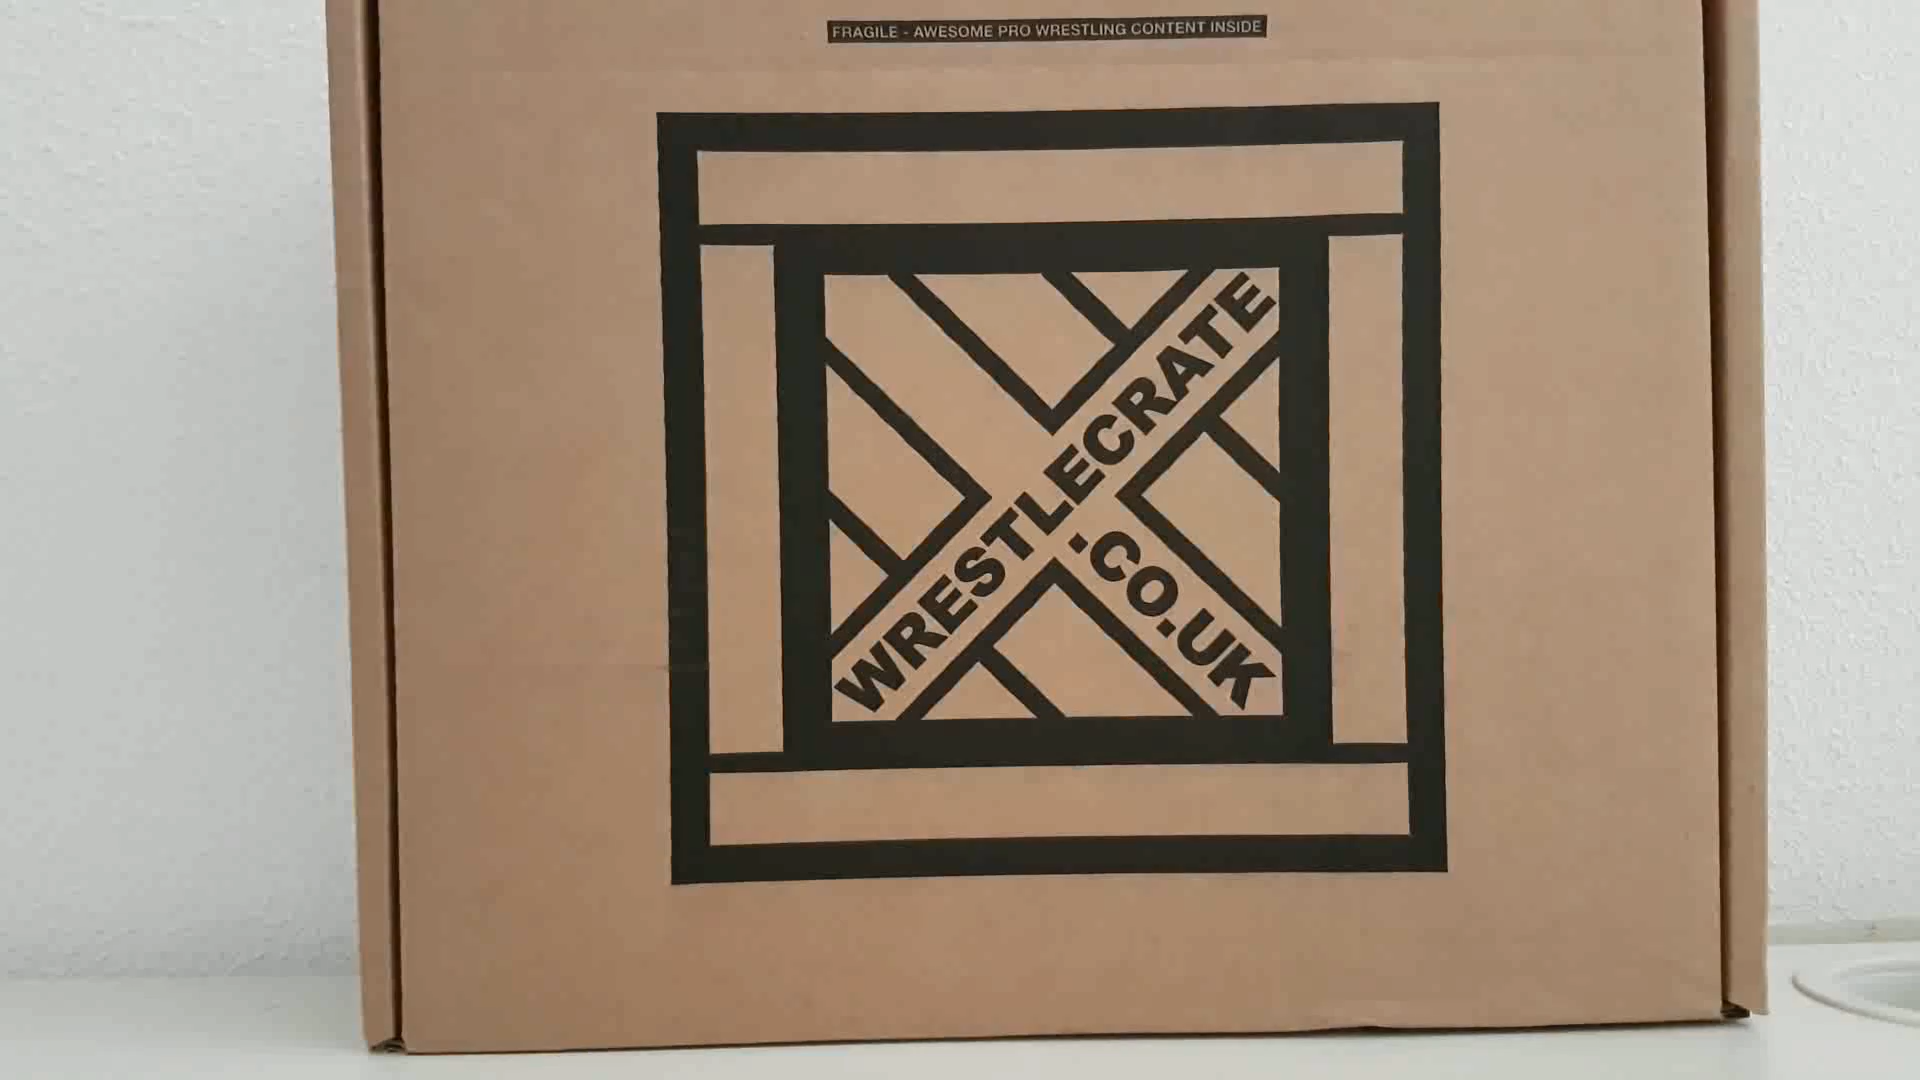 FRAGILE - AWESOME PRO WRESTLING CONTENT INSIDE
WRESTLECRATE
.CO.UK